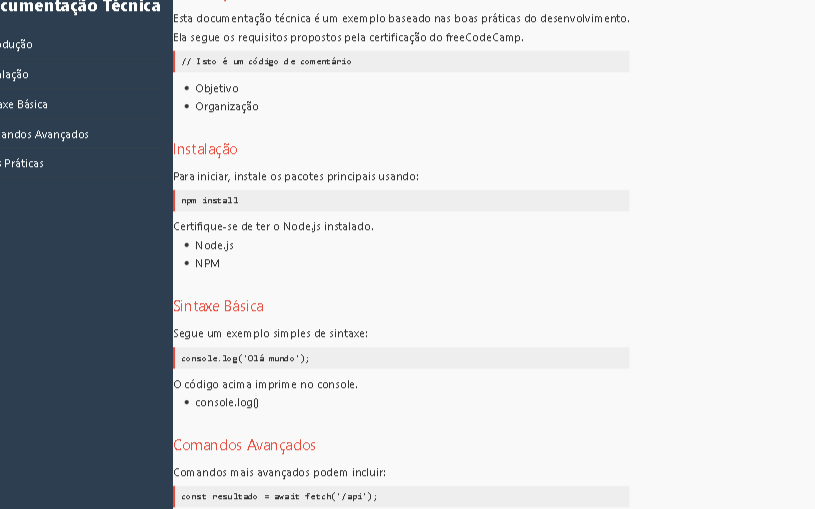 cumentação Técnica
odução
alação
axe Básica
andos Avançados
s Práticas
Esta documentação técnica é um exemplo baseado nas boas práticas do desenvolvimento.
Ela segue os requisitos propostos pela certificação do freeCodeCamp.
// Isto é um código de comentário
• Objetivo
• Organização
Instalação
Para iniciar, instale os pacotes principais usando:
npm install
Certifique-se de ter o Node.js instalado.
• Node.js
• NPM
Sintaxe Básica
Segue um exemplo simples de sintaxe:
console.log('Olá mundo');
O código acima imprime no console.
• console.log()
Comandos Avançados
Comandos mais avançados podem incluir:
const resultado = await fetch('/api');